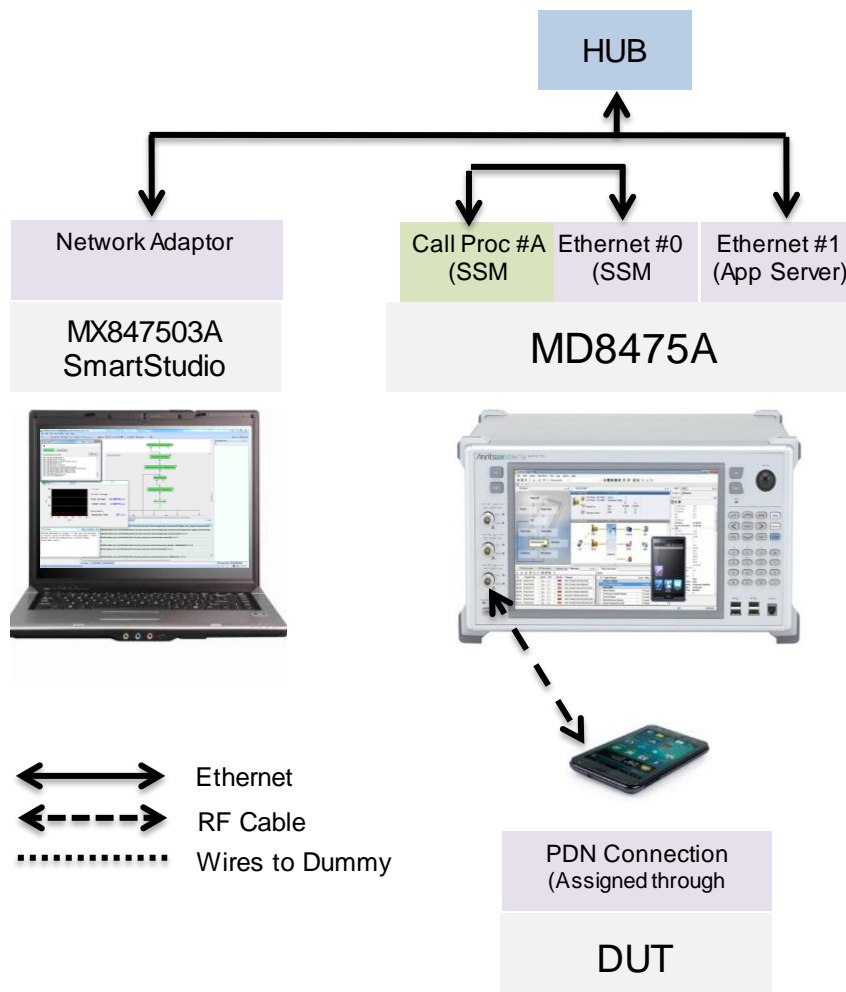 HUB
Network Adaptor
Call Proc #A
(SSM
Ethernet #0
(SSM
Ethernet #1
(App Server)
MX847503A
SmartStudio
MD8475A
Anritsu
Ethernet
RF Cable
Wires to Dummy
PDN Connection
(Assigned through
DUT